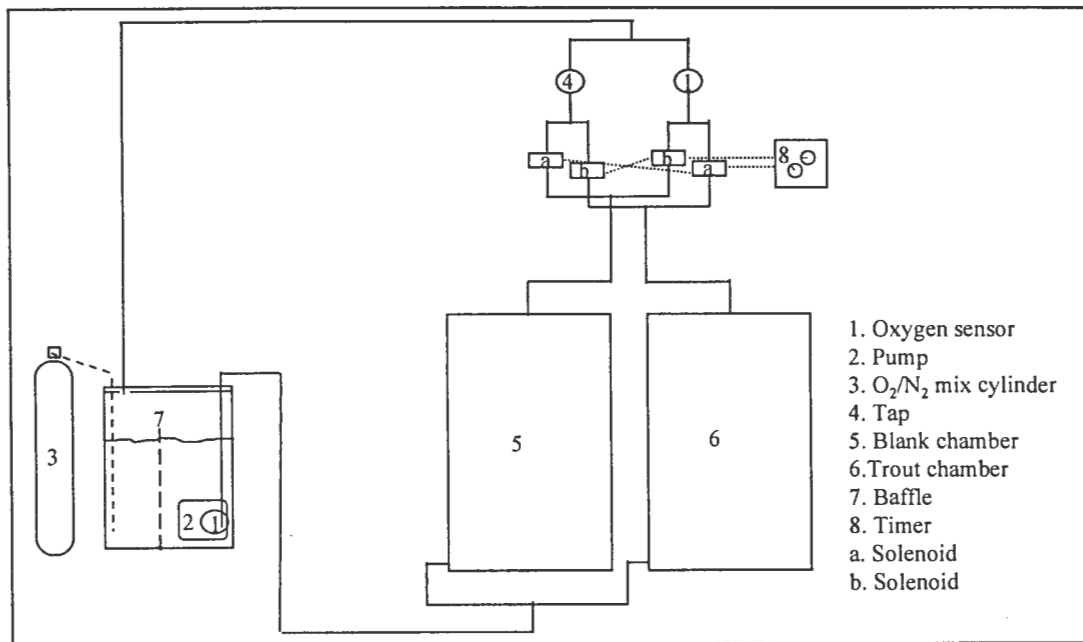 4
1
a
b
b
a
8
3
7
2
1
5
6
1. Oxygen sensor
2. Pump
3. O₂/N₂ mix cylinder
4. Tap
5. Blank chamber
6.Trout chamber
7. Baffle
8. Timer
a. Solenoid
b. Solenoid